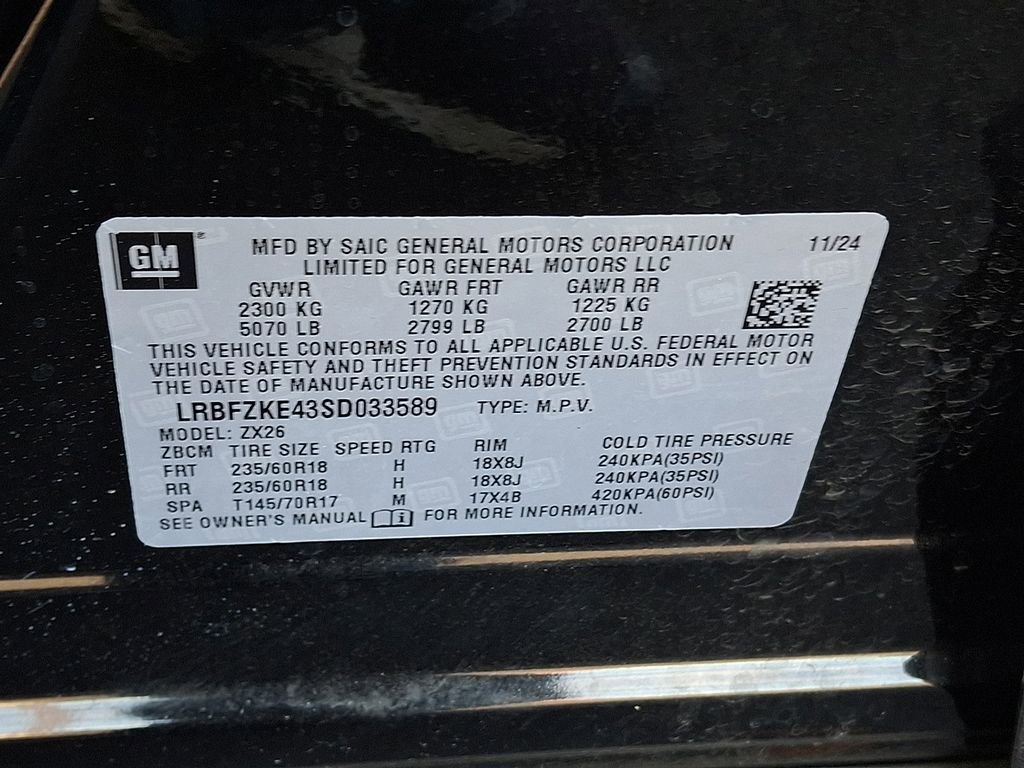 GM®
MFD BY SAIC GENERAL MOTORS CORPORATION 11/24
LIMITED FOR GENERAL MOTORS LLC
GVWR GAWR FRT GAWR RR
2300 KG 1270 KG 1225 KG
5070 LB 2799 LB 2700 LB
THIS VEHICLE CONFORMS TO ALL APPLICABLE U.S. FEDERAL MOTOR
VEHICLE SAFETY AND THEFT PREVENTION STANDARDS IN EFFECT ON
THE DATE OF MANUFACTURE SHOWN ABOVE.
LRBFZKE43SD033589 TYPE: M.P.V.
MODEL: ZX26
ZBCM TIRE SIZE SPEED RTG RIM COLD TIRE PRESSURE
FRT 235/60R18 H 18X8J 240KPA(35PSI)
RR 235/60R18 H 18X8J 240KPA(35PSI)
SPA T145/70R17 M 17X4B 420KPA(60PSI)
SEE OWNER'S MANUAL i FOR MORE INFORMATION.